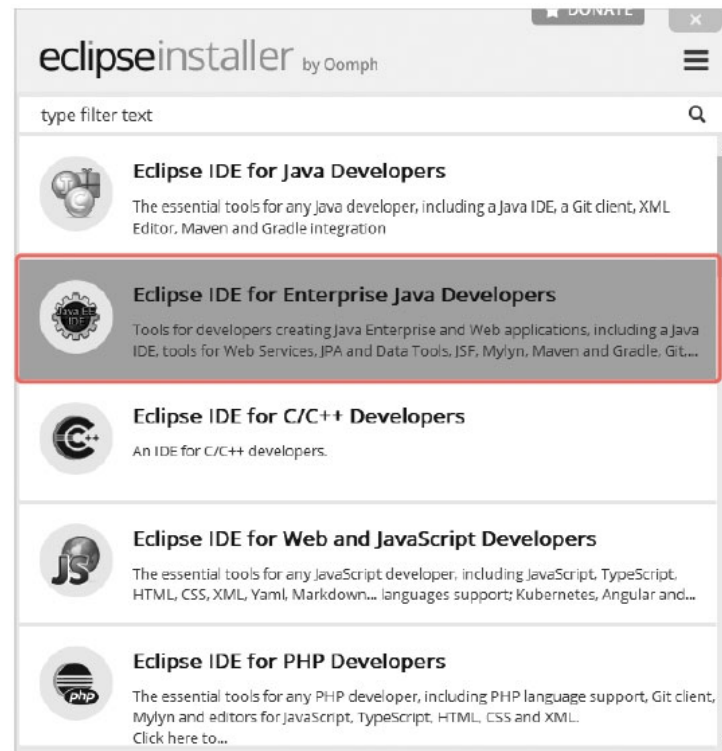 DONATE
eclipseinstaller by Oomph
type filter text
Eclipse IDE for Java Developers
The essential tools for any Java developer, including a Java IDE, a Git client, XML
Editor, Maven and Gradle integration
Java EE
IDE
Eclipse IDE for Enterprise Java Developers
Tools for developers creating Java Enterprise and Web applications, including a Java
IDE, tools for Web Services, JPA and Data Tools, JSF, Mylyn, Maven and Gradle, Git,...
C++
Eclipse IDE for C/C++ Developers
An IDE for C/C++ developers.
JS
Eclipse IDE for Web and JavaScript Developers
The essential tools for any JavaScript developer, including JavaScript, TypeScript,
HTML, CSS, XML, Yaml, Markdown... languages support; Kubernetes, Angular and...
php
Eclipse IDE for PHP Developers
The essential tools for any PHP developer, including PHP language support, Git client,
Mylyn and editors for JavaScript, TypeScript, HTML, CSS and XML.
Click here to...